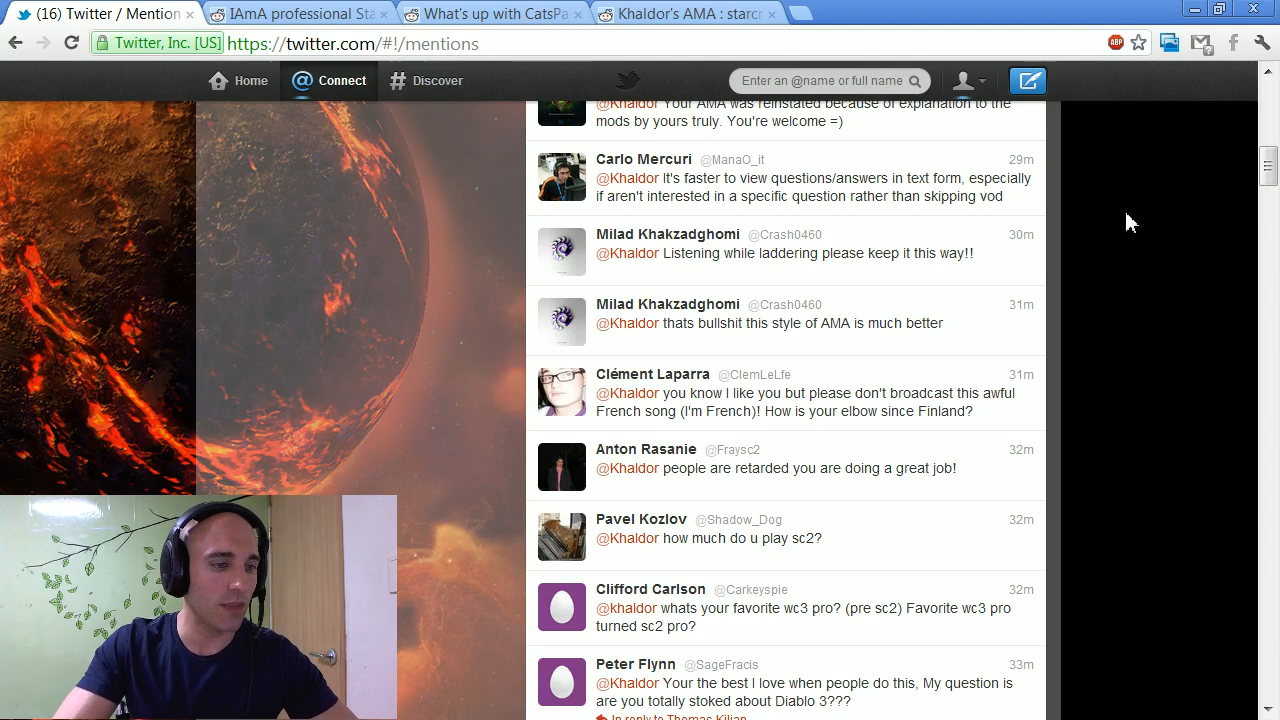 (16) Twitter / Mention
IAmA professional Sta
What's up with CatsPa
Khaldor's AMA : starcr
Twitter, Inc. [US] https://twitter.com/#!/mentions
ABP
Home
Connect
# Discover
Enter an @name or full name
@Khaldor Your AMA was reinstated because of explanation to the
mods by yours truly. You're welcome =)
Carlo Mercuri @ManaO_it 29m
@Khaldor It's faster to view questions/answers in text form, especially
if aren't interested in a specific question rather than skipping vod
Milad Khakzadghomi @Crash0460 30m
@Khaldor Listening while laddering please keep it this way!!
Milad Khakzadghomi @Crash0460 31m
@Khaldor thats bullshit this style of AMA is much better
Clément Laparra @ClemLeLfe 31m
@Khaldor you know I like you but please don't broadcast this awful
French song (I'm French)! How is your elbow since Finland?
Anton Rasanie @Fraysc2 32m
@Khaldor people are retarded you are doing a great job!
Pavel Kozlov @Shadow_Dog 32m
@Khaldor how much do u play sc2?
Clifford Carlson @Carkeyspie 32m
@khaldor whats your favorite wc3 pro? (pre sc2) Favorite wc3 pro
turned sc2 pro?
Peter Flynn @SageFracis 33m
@Khaldor Your the best I love when people do this, My question is
are you totally stoked about Diablo 3???
In reply to Thomas Kilian